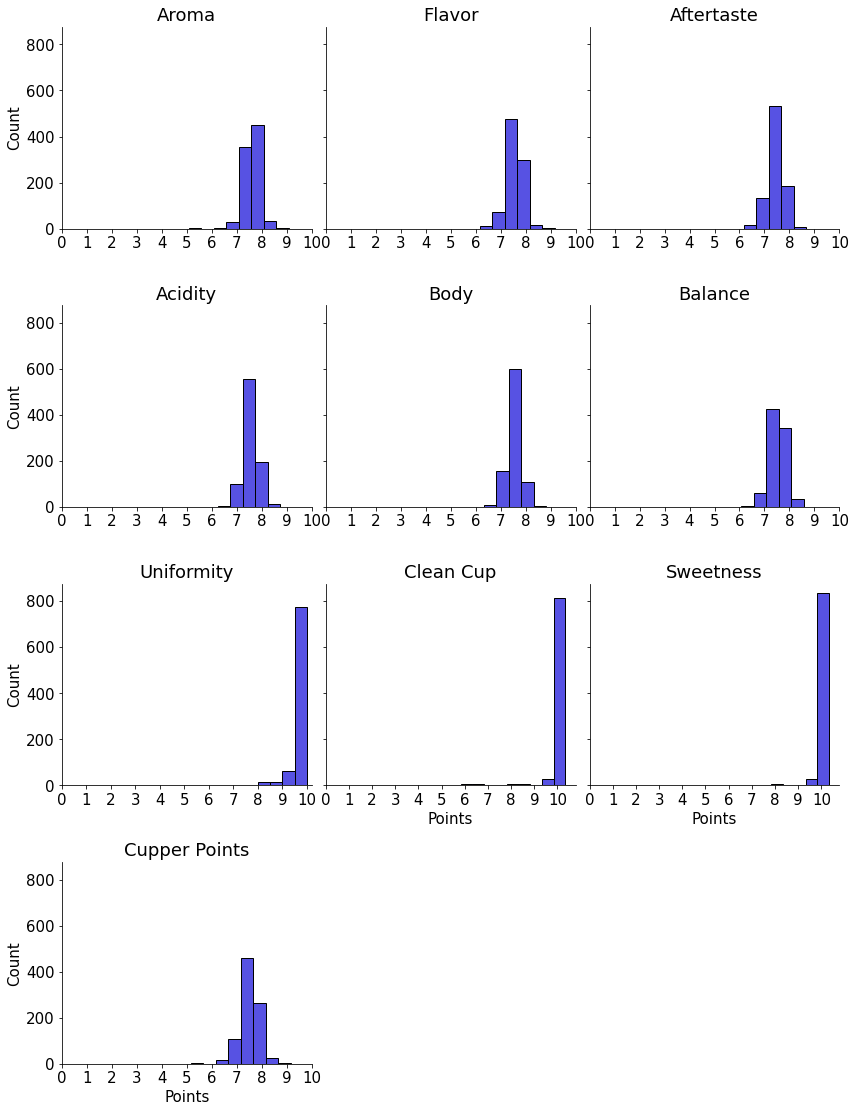 Aroma Flavor Aftertaste
800
600
400
200
0
Count
0 1 2 3 4 5 6 7 8 9 10 0 1 2 3 4 5 6 7 8 9 10 0 1 2 3 4 5 6 7 8 9 10
Acidity Body Balance
800
600
400
200
0
Count
0 1 2 3 4 5 6 7 8 9 10 0 1 2 3 4 5 6 7 8 9 10 0 1 2 3 4 5 6 7 8 9 10
Uniformity Clean Cup Sweetness
800
600
400
200
0
Count
0 1 2 3 4 5 6 7 8 9 10 0 1 2 3 4 5 6 7 8 9 10 0 1 2 3 4 5 6 7 8 9 10
Points Points
Cupper Points
800
600
400
200
0
Count
0 1 2 3 4 5 6 7 8 9 10
Points